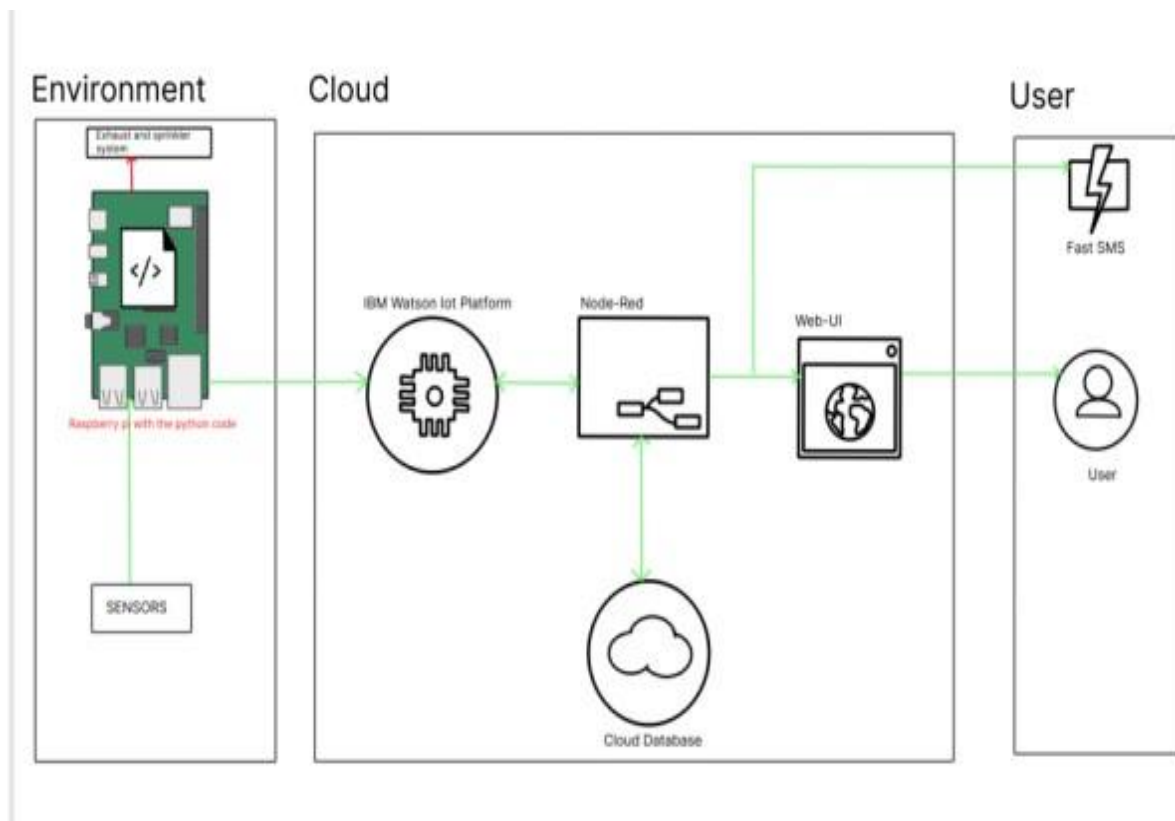 Environment
Cloud
User
Exhaust and sprinkler
system
</>
Raspberry pi with the python code
SENSORS
IBM Watson Iot Platform
Node-Red
Web-UI
Cloud Database
Fast SMS
User